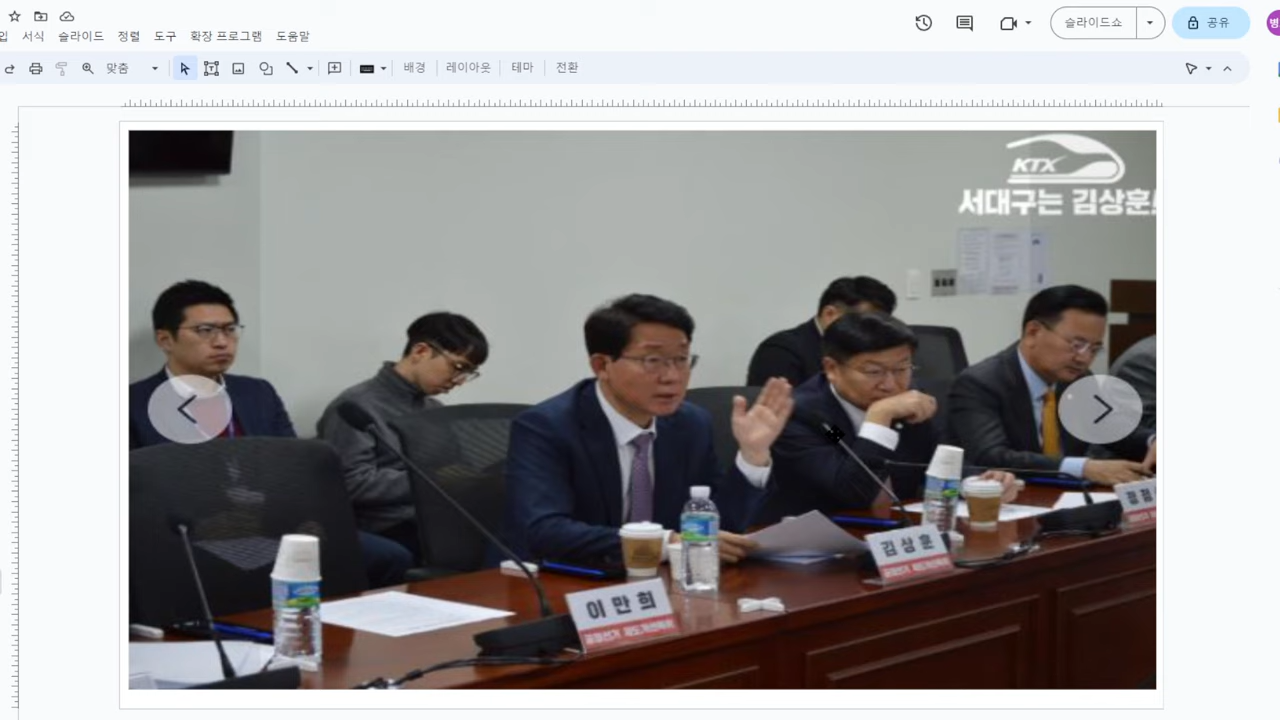 입 서식 슬라이드 정렬 도구 확장 프로그램 도움말
슬라이드쇼
공유
맞춤
배경 레이아웃 테마 전환
KTX
서대구는 김상훈!
김상훈
이만희